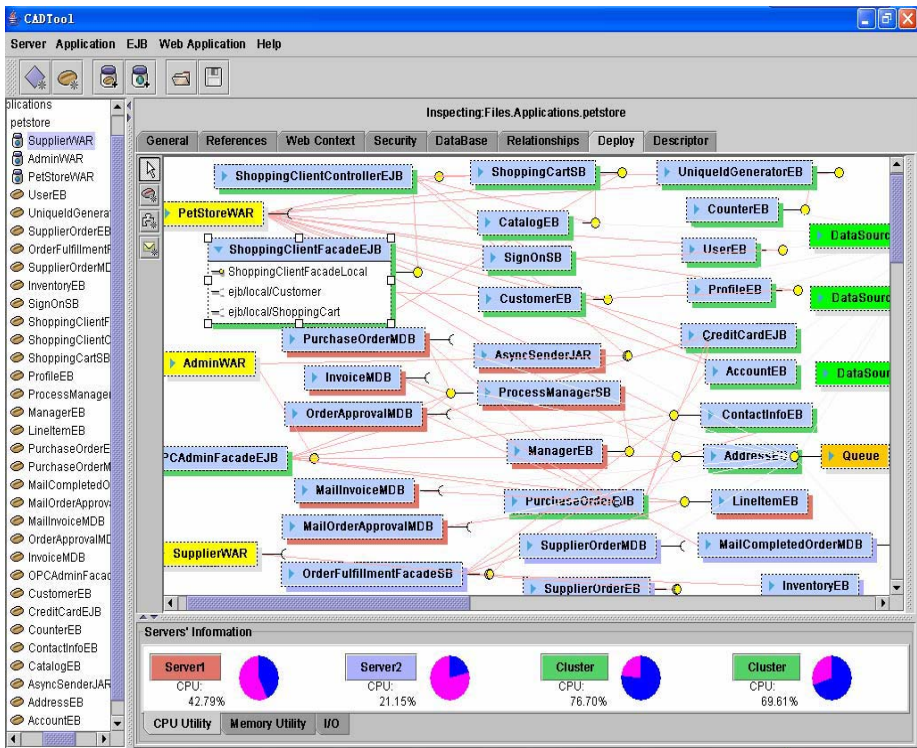 CADTool
Server Application EJB Web Application Help
plications
petstore
SupplierWAR
AdminWAR
PetStoreWAR
UserEB
UniqueIdGenera
SupplierOrderEB
OrderFulfillmentF
SupplierOrderMD
InventoryEB
SignOnSB
ShoppingClientF
ShoppingClientC
ShoppingCartSB
ProfileEB
ProcessManager
ManagerEB
LineItemEB
PurchaseOrderE
PurchaseOrderM
MailCompletedO
MailOrderApprova
MailInvoiceMDB
OrderApprovalMD
InvoiceMDB
OPCAdminFacad
CustomerEB
CreditCardEJB
CounterEB
ContactInfoEB
CatalogEB
AsyncSenderJAR
AddressEB
AccountEB
Inspecting:Files.Applications.petstore
General References Web Context Security DataBase Relationships Deploy Descriptor
ShoppingClientControllerEJB
ShoppingCartSB
UniqueIdGeneratorEB
PetStoreWAR
CatalogEB
CounterEB
DataSourc
ShoppingClientFacadeEJB
ShoppingClientFacadeLocal
ejb/local/Customer
ejb/local/ShoppingCart
SignOnSB
UserEB
CustomerEB
ProfileEB
DataSourc
PurchaseOrderMDB
CreditCardEJB
AdminWAR
AsyncSenderJAR
InvoiceMDB
AccountEB
DataSour
ProcessManagerSB
OrderApprovalMDB
ContactInfoEB
PCAdminFacadeEJB
ManagerEB
AddressEB
Queue
MailInvoiceMDB
PurchaseOrderEJB
LineItemEB
MailOrderApprovalMDB
SupplierWAR
SupplierOrderMDB
MailCompletedOrderMDB
OrderFulfillmentFacadeSB
SupplierOrderEB
InventoryEB
Servers' Information
Server1
CPU:
42.79%
Server2
CPU:
21.15%
Cluster
CPU:
76.70%
Cluster
CPU:
69.61%
CPU Utility Memory Utility I/O